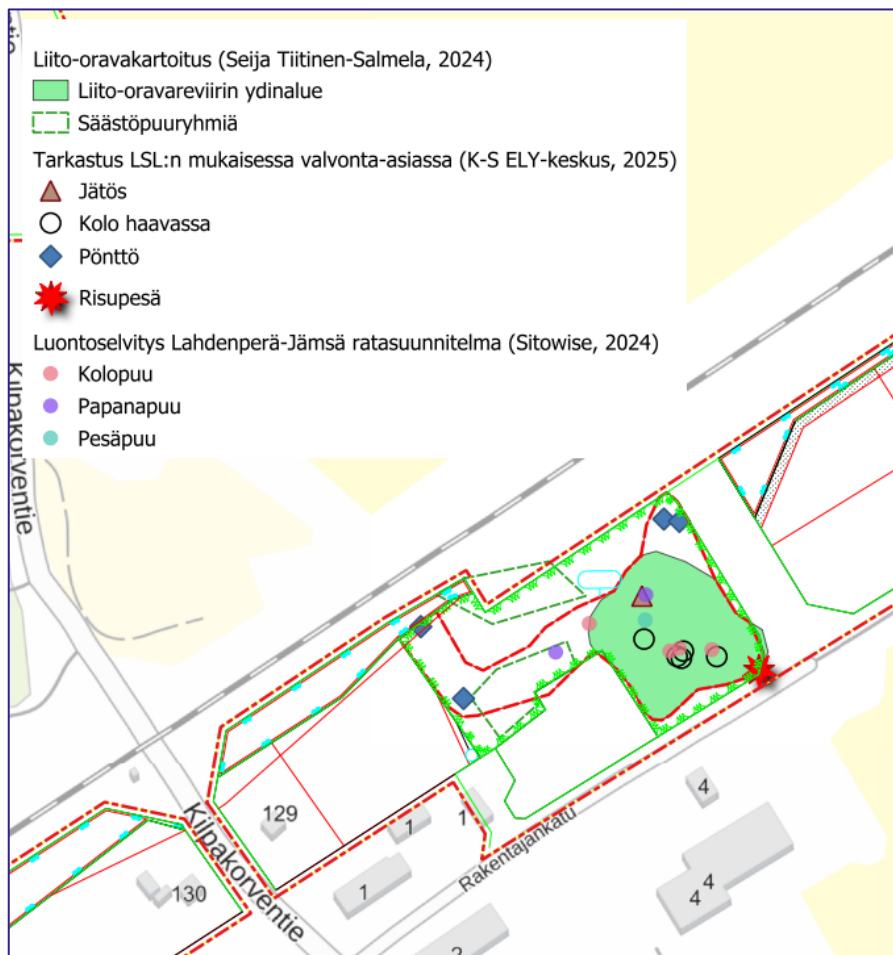 Liito-oravakartoitus (Seija Tiitinen-Salmela, 2024)
Liito-oravareviirin ydinalue
Säästöpuuryhmiä
Tarkastus LSL:n mukaisessa valvonta-asiassa (K-S ELY-keskus, 2025)
Jätös
Kolo haavassa
Pönttö
Risupesä
Luontoselvitys Lahdenperä-Jämsä ratasuunnitelma (Sitowise, 2024)
Kolopuu
Papanapuu
Pesäpuu
Kilpakorventie
129
1
1
4
Kilpakorventie
Rakentajankatu
130
1
4
4
2